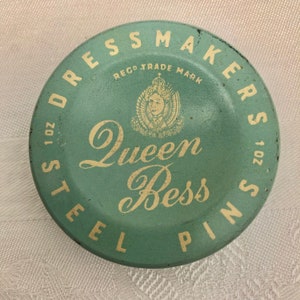 DRESSMAKERS
REGD. TRADE MARK
Queen
Bess
1 OZ
1 OZ
STEEL PINS